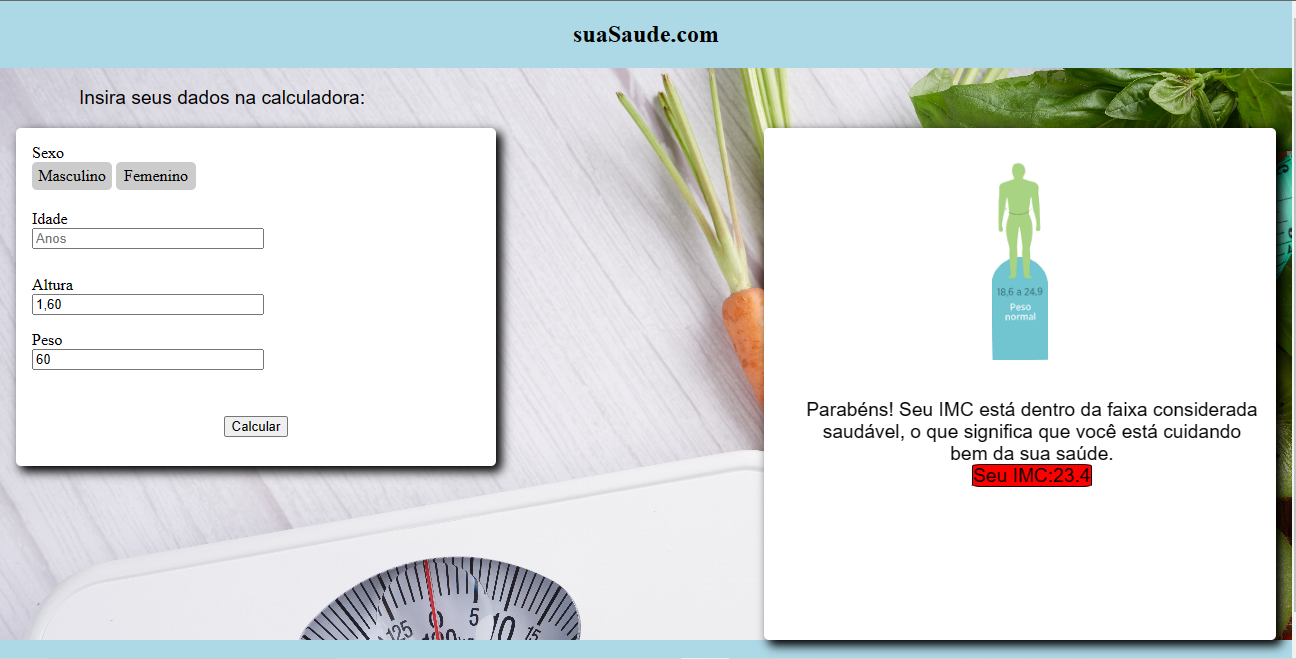 suaSaude.com
Insira seus dados na calculadora:
Sexo
Masculino Femenino
Idade
Anos
Altura
1,60
Peso
60
Calcular
18,6 a 24,9
Peso
normal
Parabéns! Seu IMC está dentro da faixa considerada
saudável, o que significa que você está cuidando
bem da sua saúde.
Seu IMC:23.4
125
5
10
15